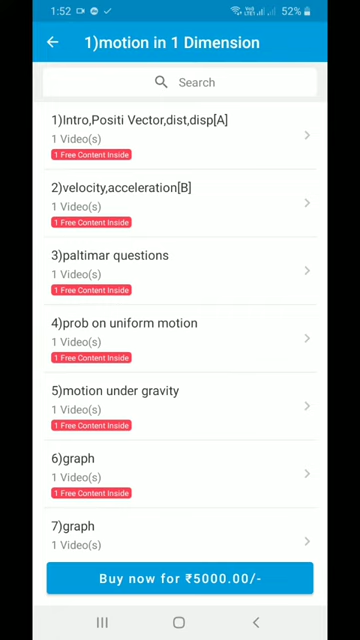 1:52
52%
1)motion in 1 Dimension
Search
1)Intro,Positi Vector,dist,disp[A]
1 Video(s)
1 Free Content Inside
2)velocity,acceleration[B]
1 Video(s)
1 Free Content Inside
3)paltimar questions
1 Video(s)
1 Free Content Inside
4)prob on uniform motion
1 Video(s)
1 Free Content Inside
5)motion under gravity
1 Video(s)
1 Free Content Inside
6)graph
1 Video(s)
1 Free Content Inside
7)graph
1 Video(s)
Buy now for ₹5000.00/-